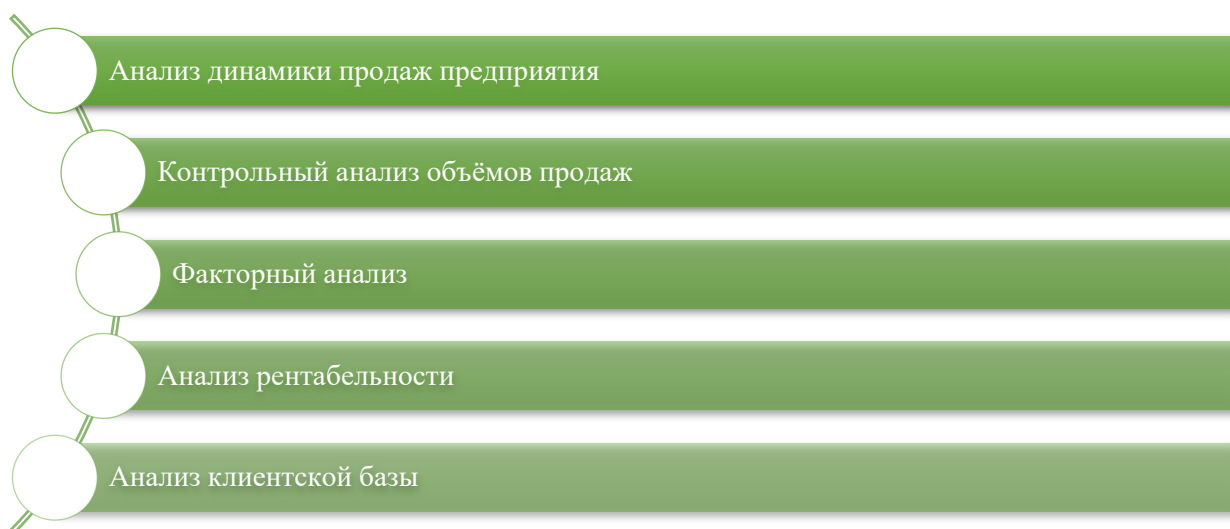 Анализ динамики продаж предприятия
Контрольный анализ объёмов продаж
Факторный анализ
Анализ рентабельности
Анализ клиентской базы